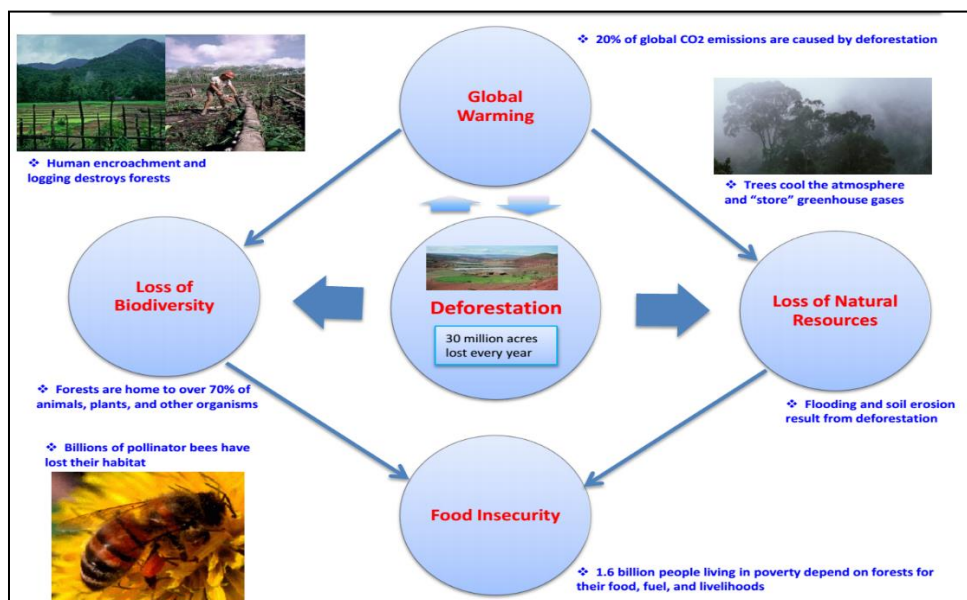 ❖ 20% of global CO2 emissions are caused by deforestation
Global
Warming
❖ Human encroachment and
logging destroys forests
❖ Trees cool the atmosphere
and “store” greenhouse gases
Loss of
Biodiversity
Deforestation
30 million acres
lost every year
Loss of Natural
Resources
❖ Forests are home to over 70% of
animals, plants, and other organisms
❖ Flooding and soil erosion
result from deforestation
❖ Billions of pollinator bees have
lost their habitat
Food Insecurity
❖ 1.6 billion people living in poverty depend on forests for
their food, fuel, and livelihoods